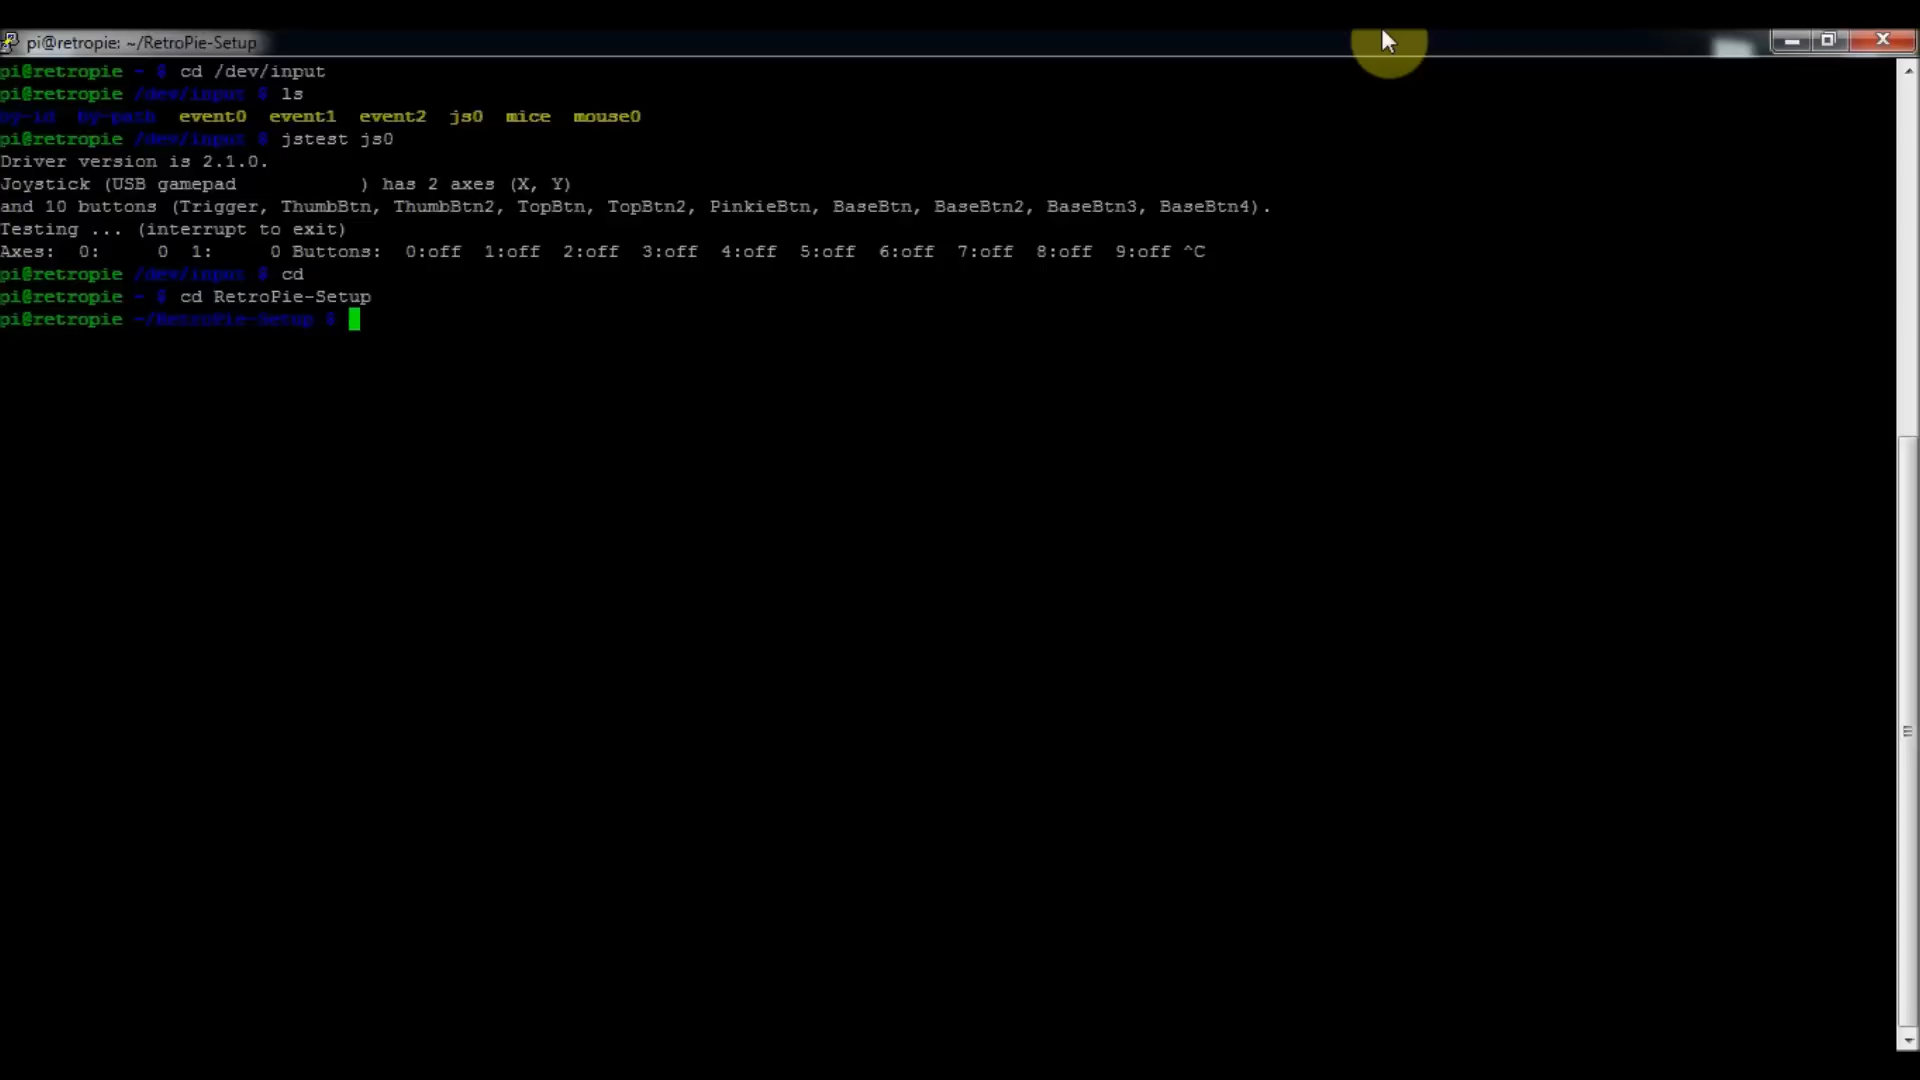 pi@retropie: ~/RetroPie-Setup
pi@retropie ~ $ cd /dev/input
pi@retropie /dev/input $ ls
by-id by-path event0 event1 event2 js0 mice mouse0
pi@retropie /dev/input $ jstest js0
Driver version is 2.1.0.
Joystick (USB gamepad ) has 2 axes (X, Y)
and 10 buttons (Trigger, ThumbBtn, ThumbBtn2, TopBtn, TopBtn2, PinkieBtn, BaseBtn, BaseBtn2, BaseBtn3, BaseBtn4).
Testing ... (interrupt to exit)
Axes: 0: 0 1: 0 Buttons: 0:off 1:off 2:off 3:off 4:off 5:off 6:off 7:off 8:off 9:off ^C
pi@retropie /dev/input $ cd
pi@retropie ~ $ cd RetroPie-Setup
pi@retropie ~/RetroPie-Setup $